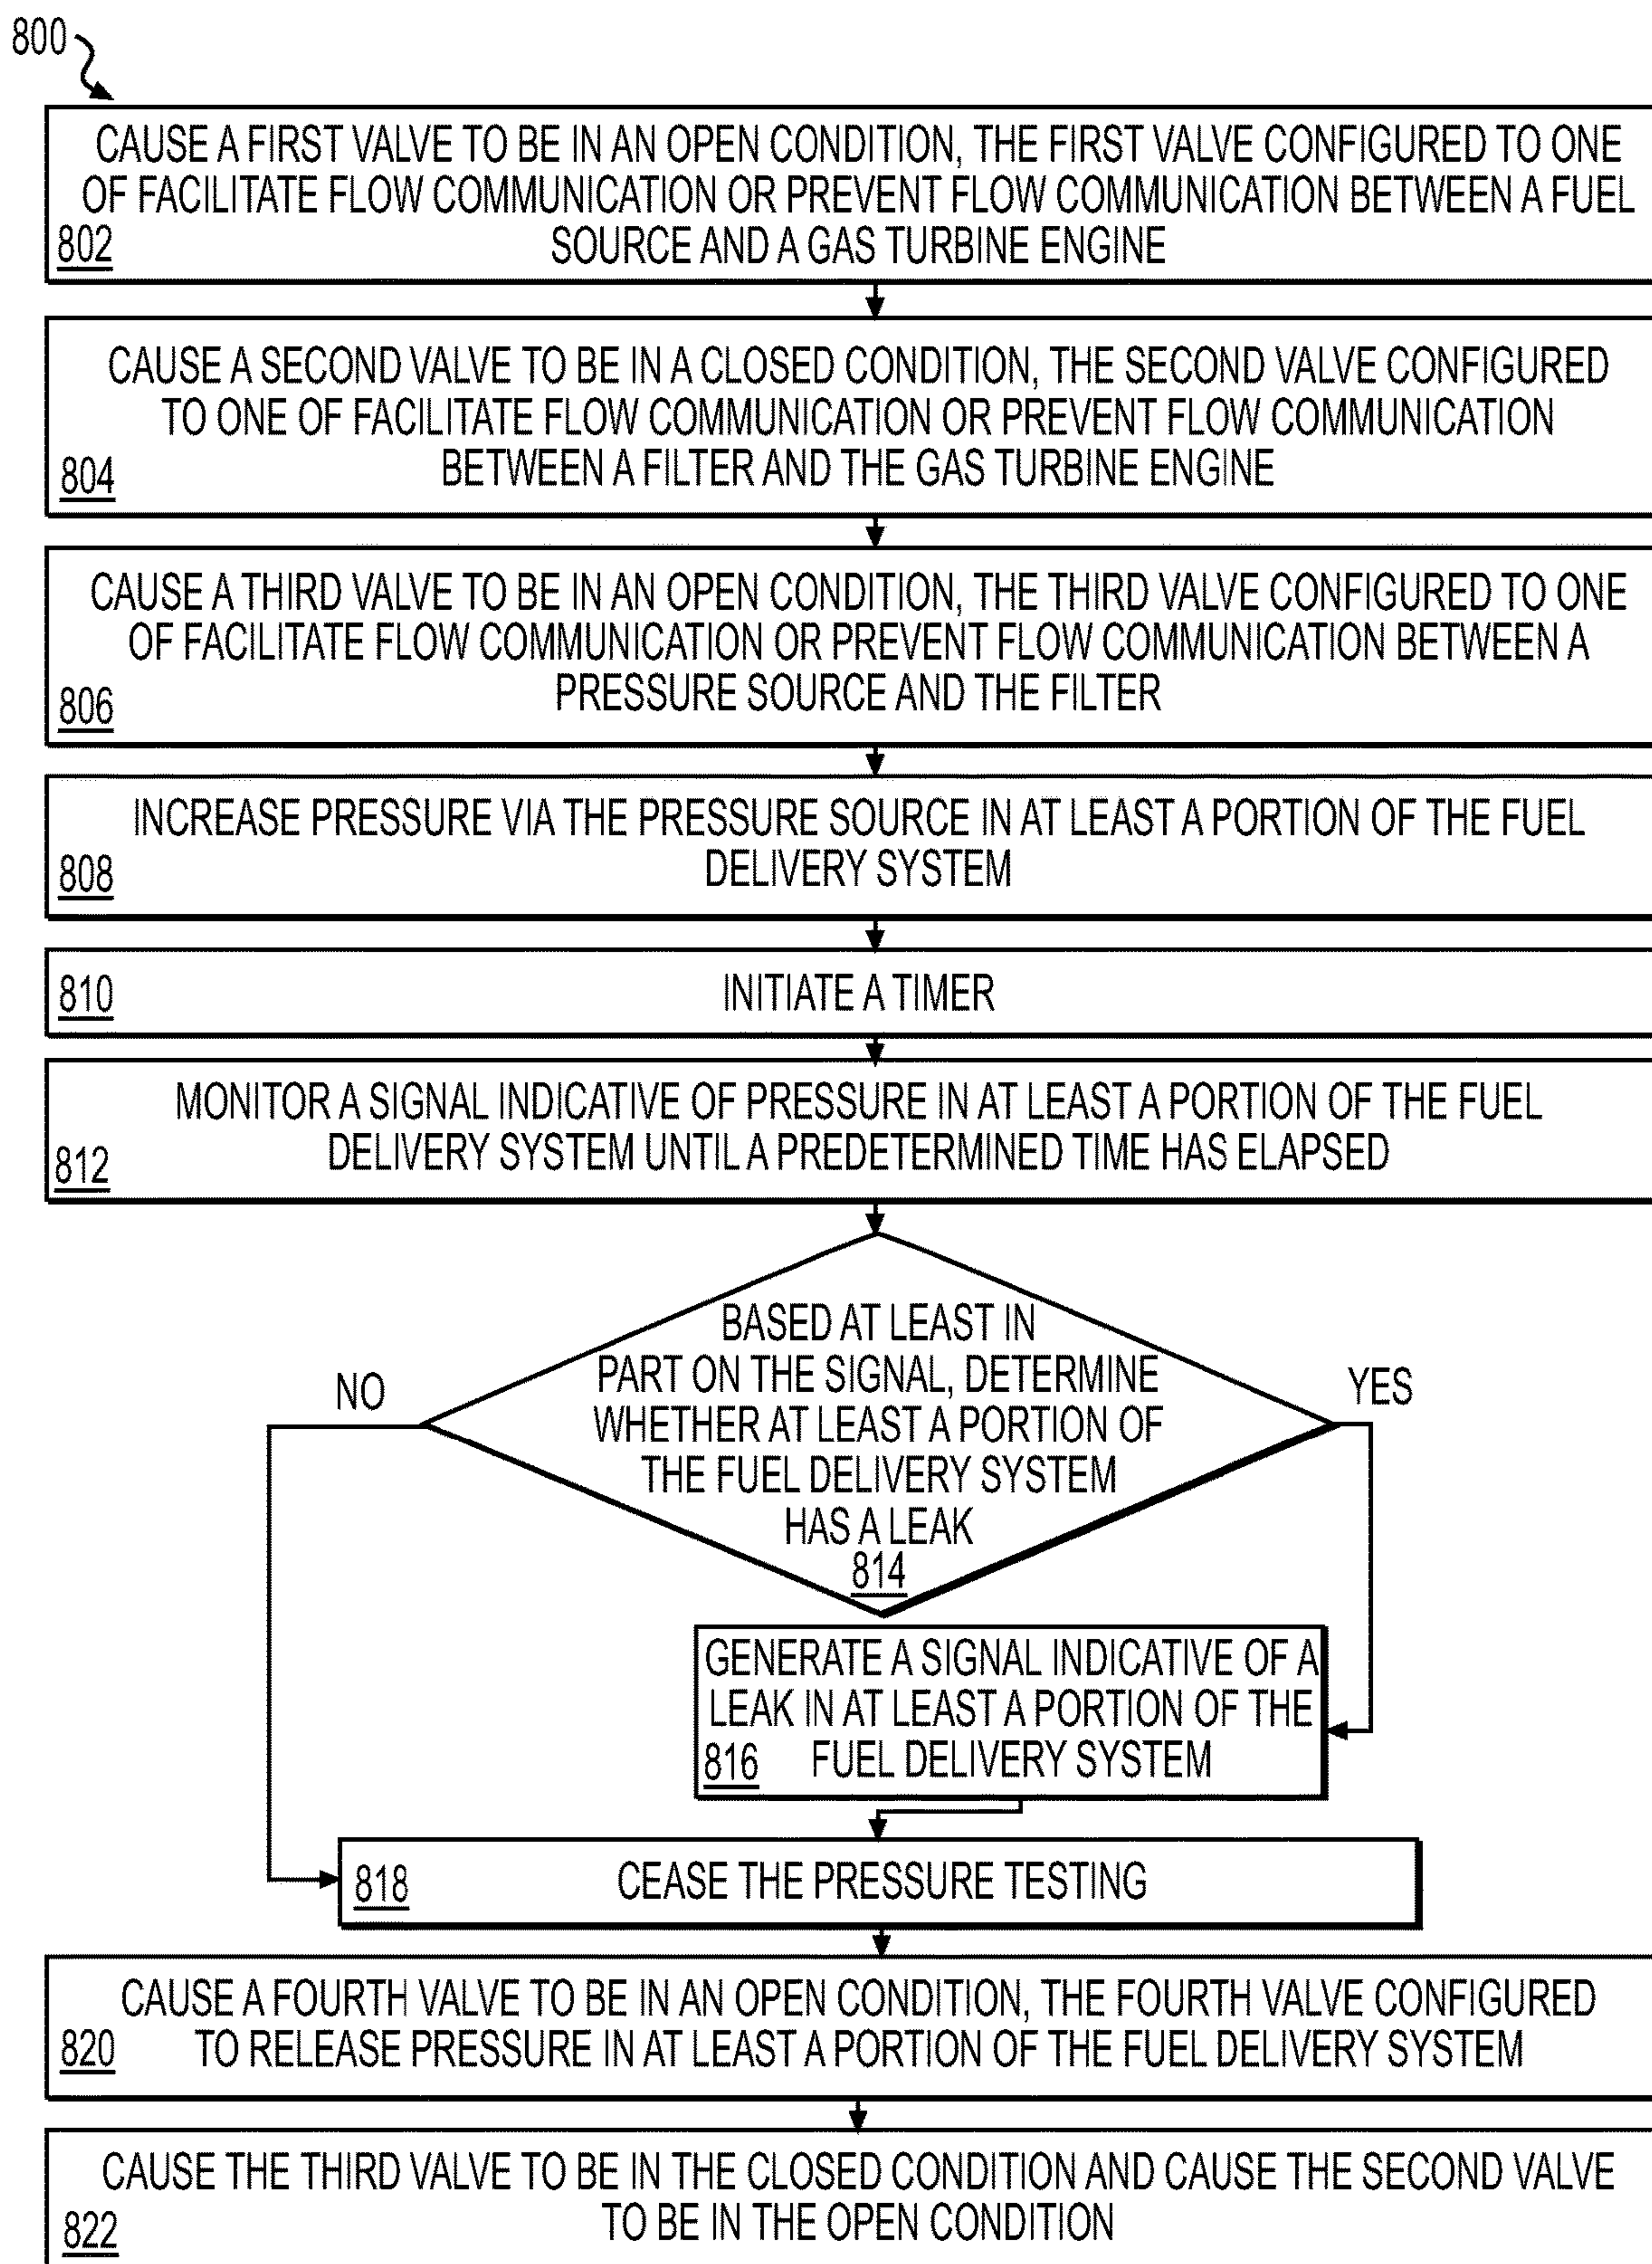 800
CAUSE A FIRST VALVE TO BE IN AN OPEN CONDITION, THE FIRST VALVE CONFIGURED TO ONE
OF FACILITATE FLOW COMMUNICATION OR PREVENT FLOW COMMUNICATION BETWEEN A FUEL
SOURCE AND A GAS TURBINE ENGINE
802
CAUSE A SECOND VALVE TO BE IN A CLOSED CONDITION, THE SECOND VALVE CONFIGURED
TO ONE OF FACILITATE FLOW COMMUNICATION OR PREVENT FLOW COMMUNICATION
BETWEEN A FILTER AND THE GAS TURBINE ENGINE
804
CAUSE A THIRD VALVE TO BE IN AN OPEN CONDITION, THE THIRD VALVE CONFIGURED TO ONE
OF FACILITATE FLOW COMMUNICATION OR PREVENT FLOW COMMUNICATION BETWEEN A
PRESSURE SOURCE AND THE FILTER
806
INCREASE PRESSURE VIA THE PRESSURE SOURCE IN AT LEAST A PORTION OF THE FUEL
DELIVERY SYSTEM
808
810
INITIATE A TIMER
MONITOR A SIGNAL INDICATIVE OF PRESSURE IN AT LEAST A PORTION OF THE FUEL
DELIVERY SYSTEM UNTIL A PREDETERMINED TIME HAS ELAPSED
812
BASED AT LEAST IN
PART ON THE SIGNAL, DETERMINE
WHETHER AT LEAST A PORTION OF
THE FUEL DELIVERY SYSTEM
HAS A LEAK
814
NO
YES
GENERATE A SIGNAL INDICATIVE OF A
LEAK IN AT LEAST A PORTION OF THE
816 FUEL DELIVERY SYSTEM
818 CEASE THE PRESSURE TESTING
CAUSE A FOURTH VALVE TO BE IN AN OPEN CONDITION, THE FOURTH VALVE CONFIGURED
820 TO RELEASE PRESSURE IN AT LEAST A PORTION OF THE FUEL DELIVERY SYSTEM
CAUSE THE THIRD VALVE TO BE IN THE CLOSED CONDITION AND CAUSE THE SECOND VALVE
822 TO BE IN THE OPEN CONDITION